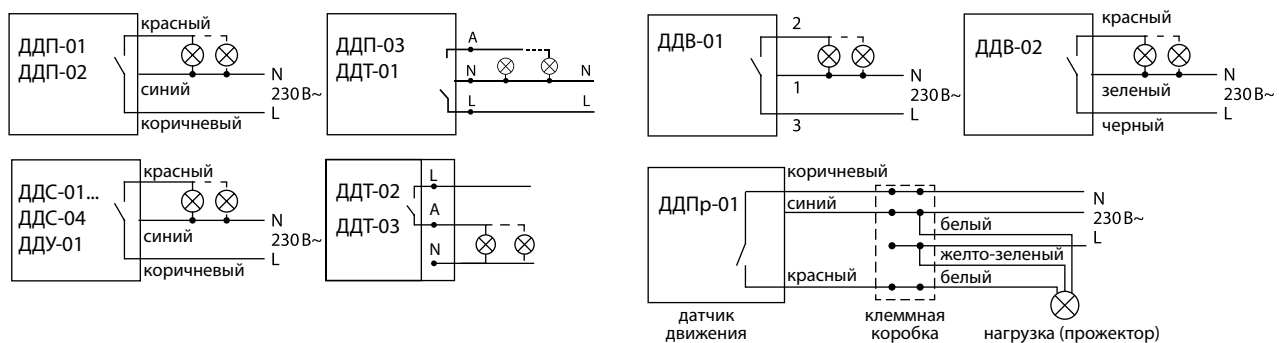 ДДП-01
ДДП-02
красный
синий
коричневый
N
230 В~
L
ДДП-03
ДДТ-01
A
N
N
L
L
ДДВ-01
2
1
3
N
230 В~
L
ДДВ-02
красный
зеленый
черный
N
230 В~
L
ДДС-01...
ДДС-04
ДДУ-01
красный
синий
коричневый
N
230 В~
L
ДДТ-02
ДДТ-03
L
A
N
ДДПр-01
коричневый
синий
красный
белый
желто-зеленый
белый
N
230 В~
L
датчик
движения
клеммная
коробка
нагрузка (прожектор)